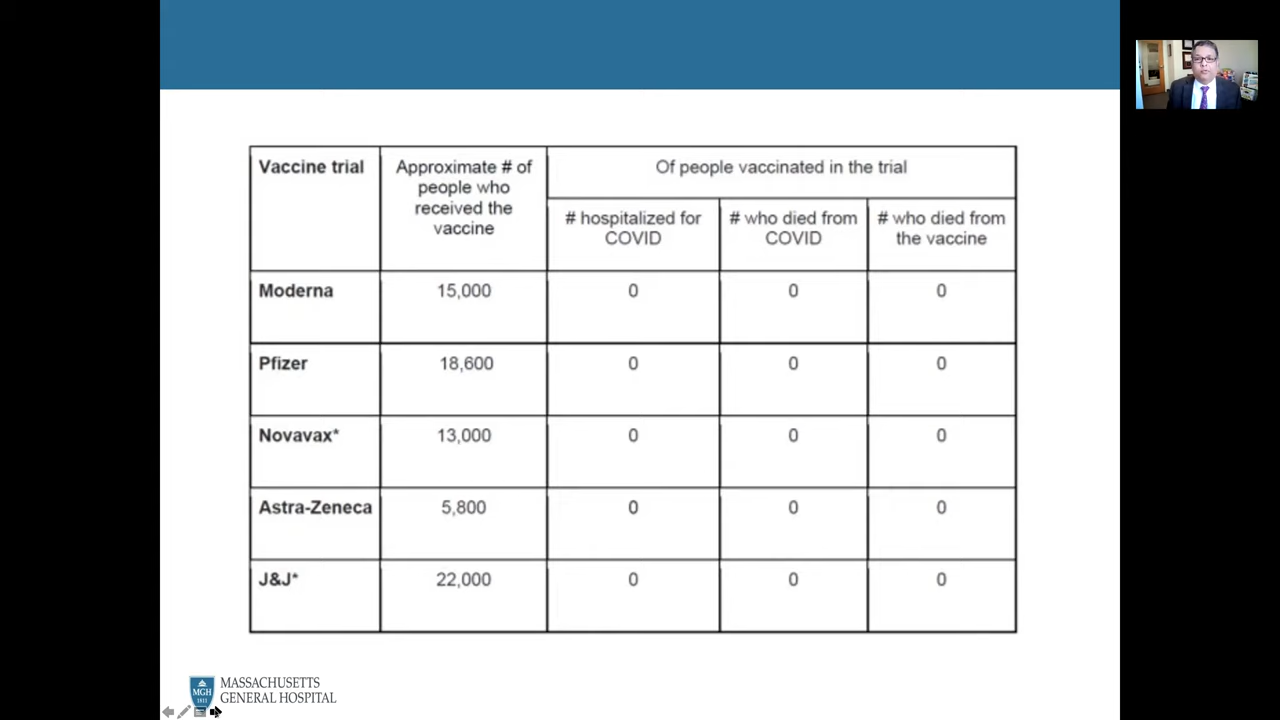 Vaccine trial
Approximate # of
people who
received the
vaccine
Of people vaccinated in the trial
# hospitalized for
COVID
# who died from
COVID
# who died from
the vaccine
Moderna 15,000 0 0 0
Pfizer 18,600 0 0 0
Novavax* 13,000 0 0 0
Astra-Zeneca 5,800 0 0 0
J&J* 22,000 0 0 0
MGH
1811
MASSACHUSETTS
GENERAL HOSPITAL